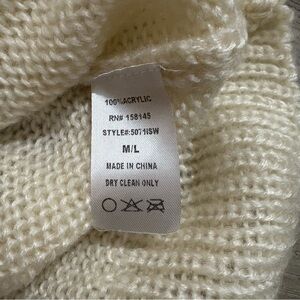 100% ACRYLIC
RN# 158145
STYLE#:5071ISW
M/L
MADE IN CHINA
DRY CLEAN ONLY